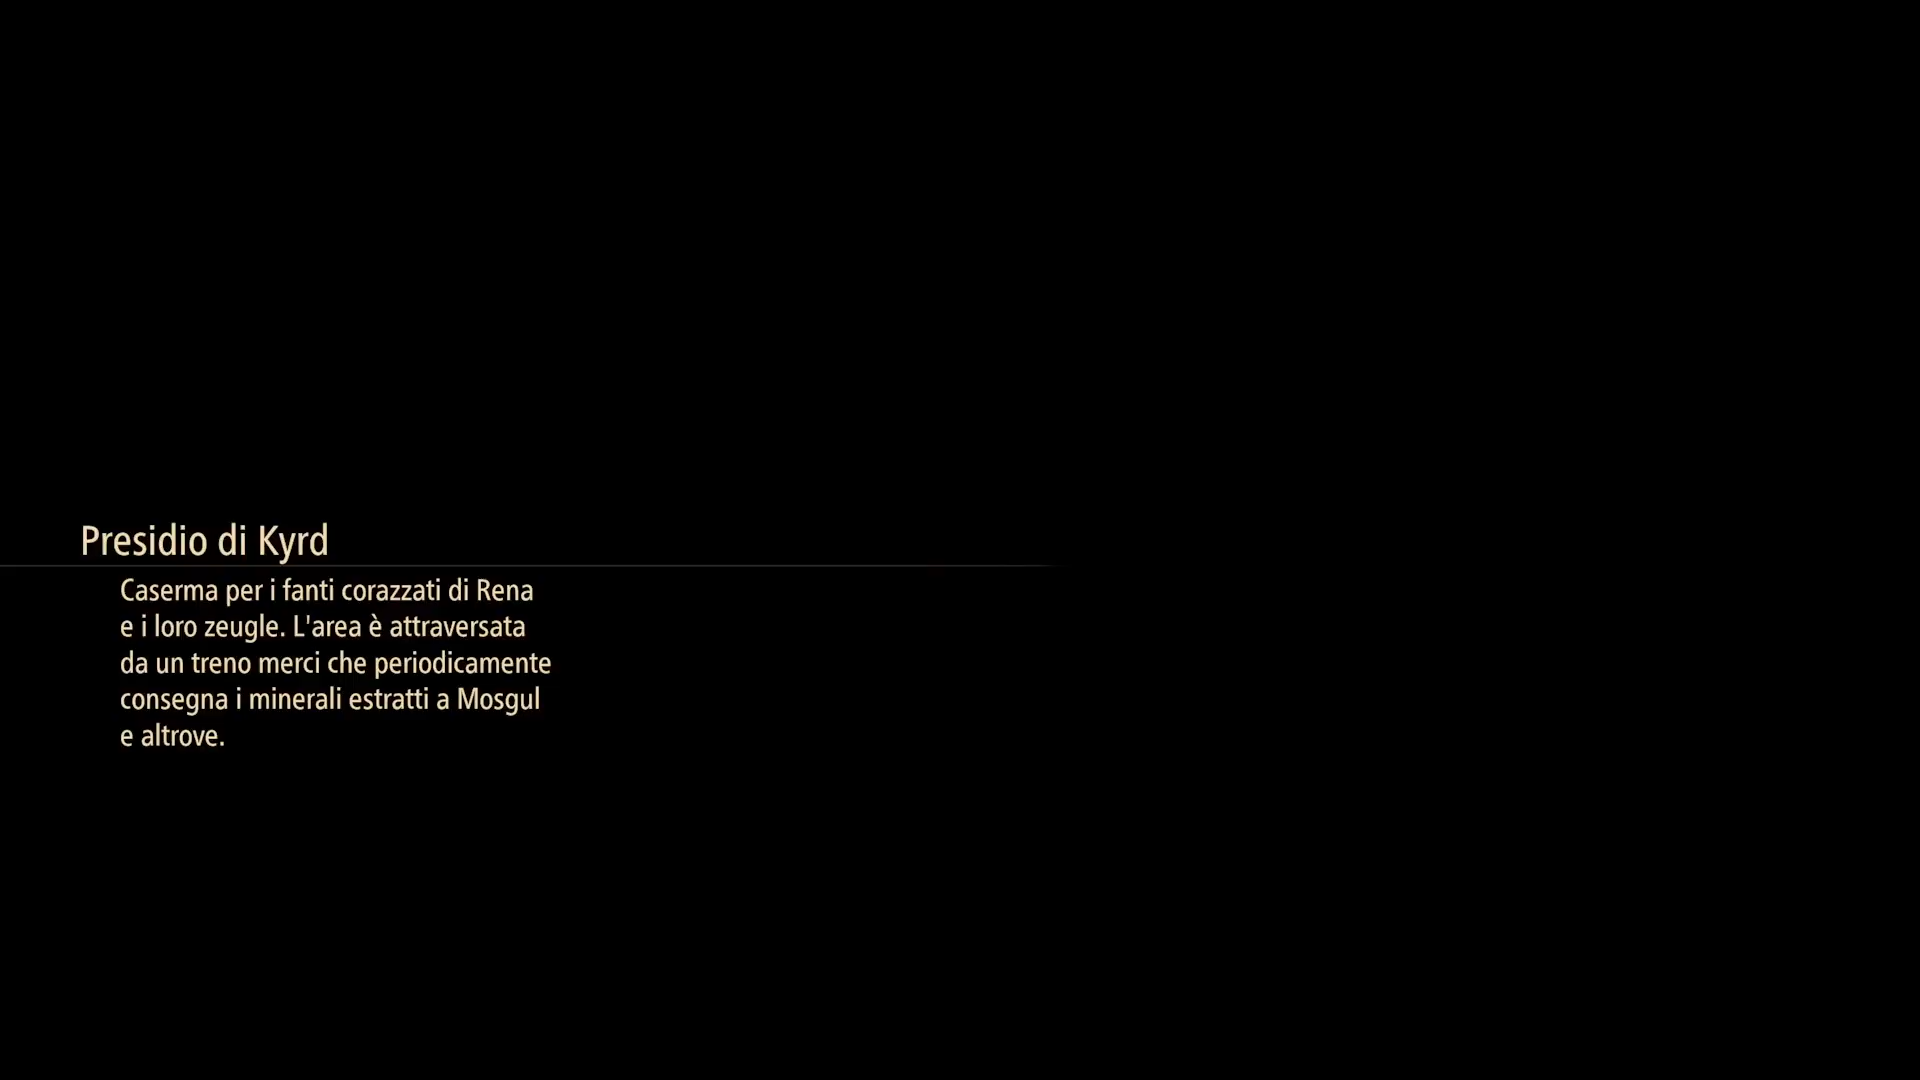 Presidio di Kyrd
Caserma per i fanti corazzati di Rena
e i loro zeugle. L'area è attraversata
da un treno merci che periodicamente
consegna i minerali estratti a Mosgul
e altrove.